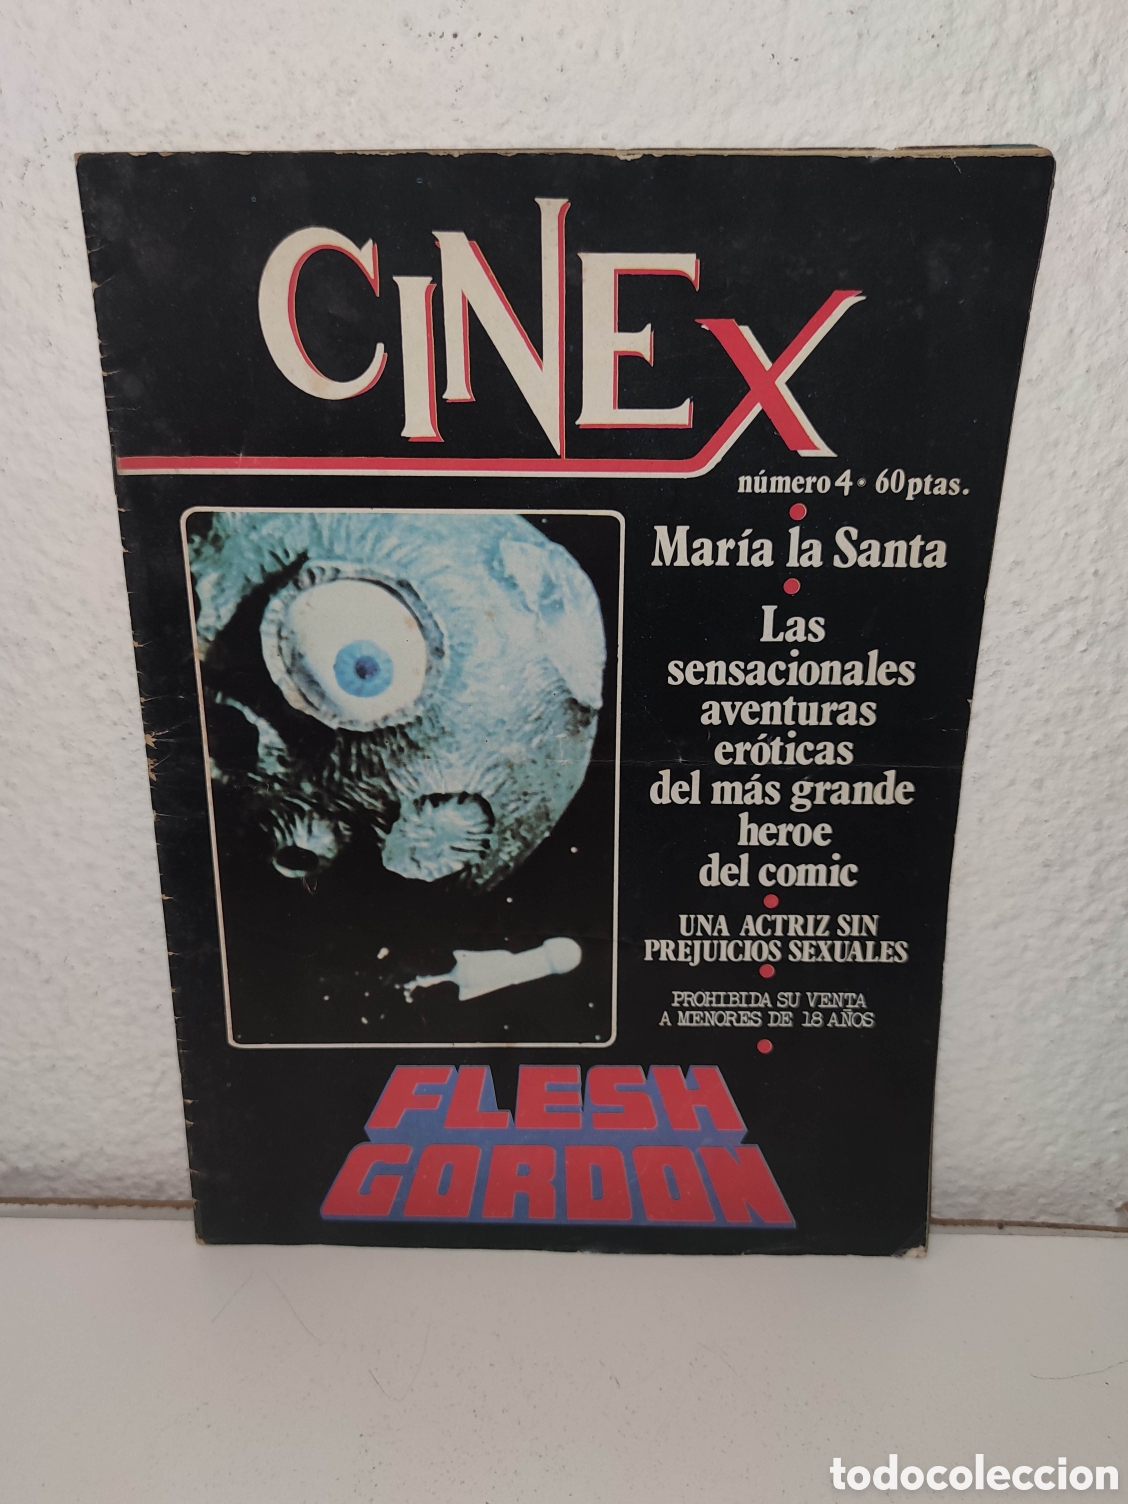 CINEX
número 4 • 60 ptas.
María la Santa
Las
sensacionales
aventuras
eróticas
del más grande
heroe
del comic
UNA ACTRIZ SIN
PREJUICIOS SEXUALES
PROHIBIDA SU VENTA
A MENORES DE 18 AÑOS
FLESH
GORDON
todocoleccion